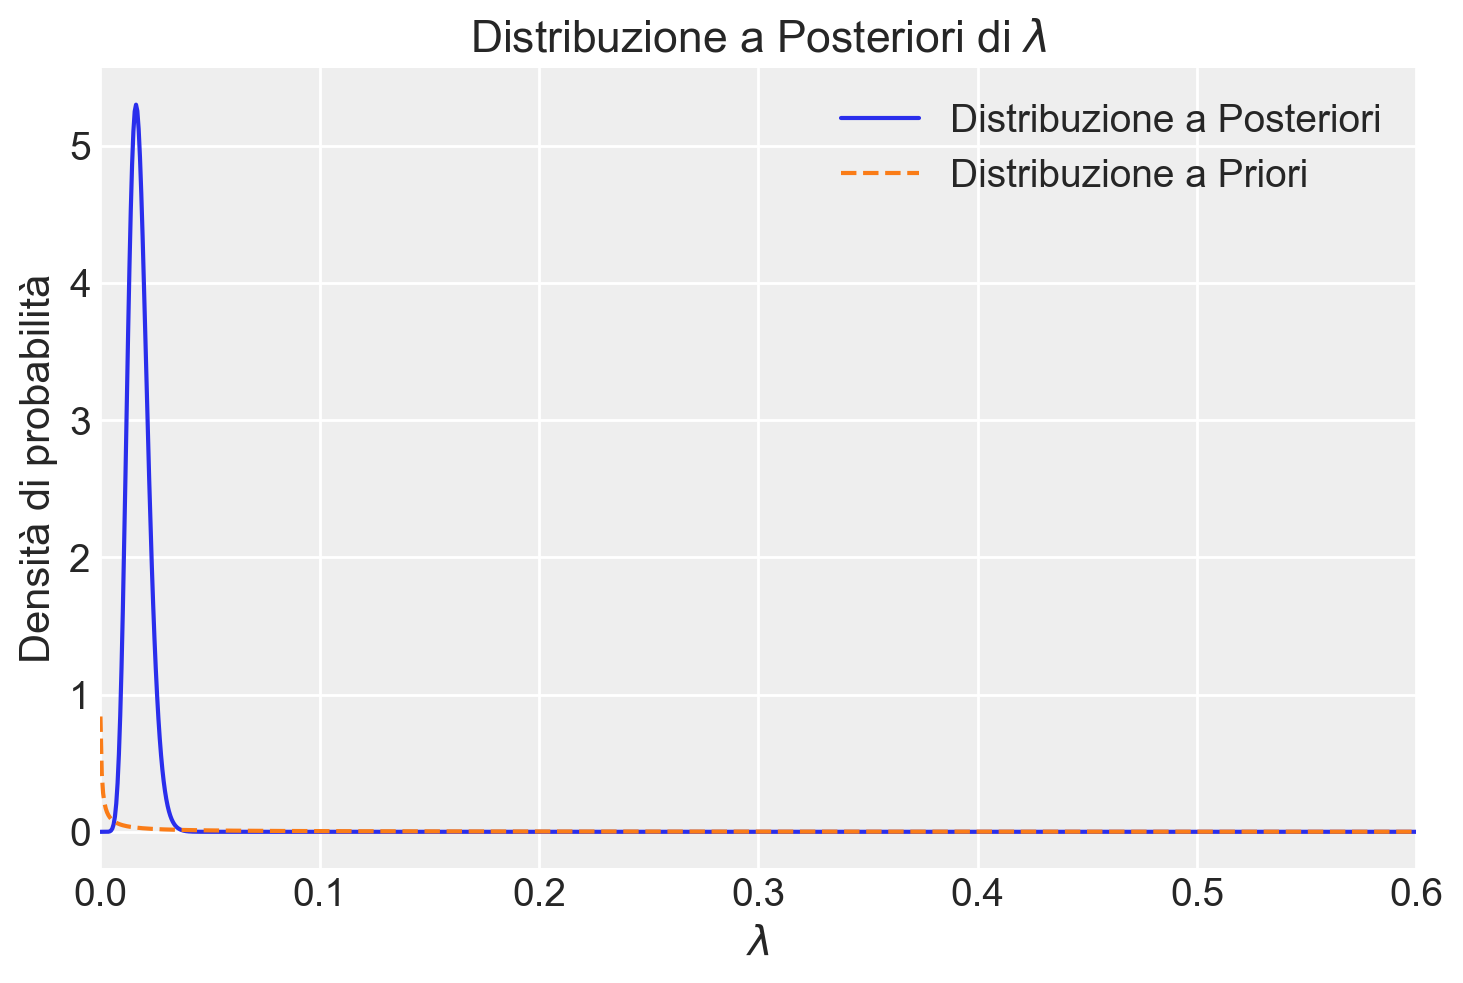 Distribuzione a Posteriori di λ
Distribuzione a Posteriori
Distribuzione a Priori
Densità di probabilità
5
4
3
2
1
0
0.0 0.1 0.2 0.3 0.4 0.5 0.6
λ